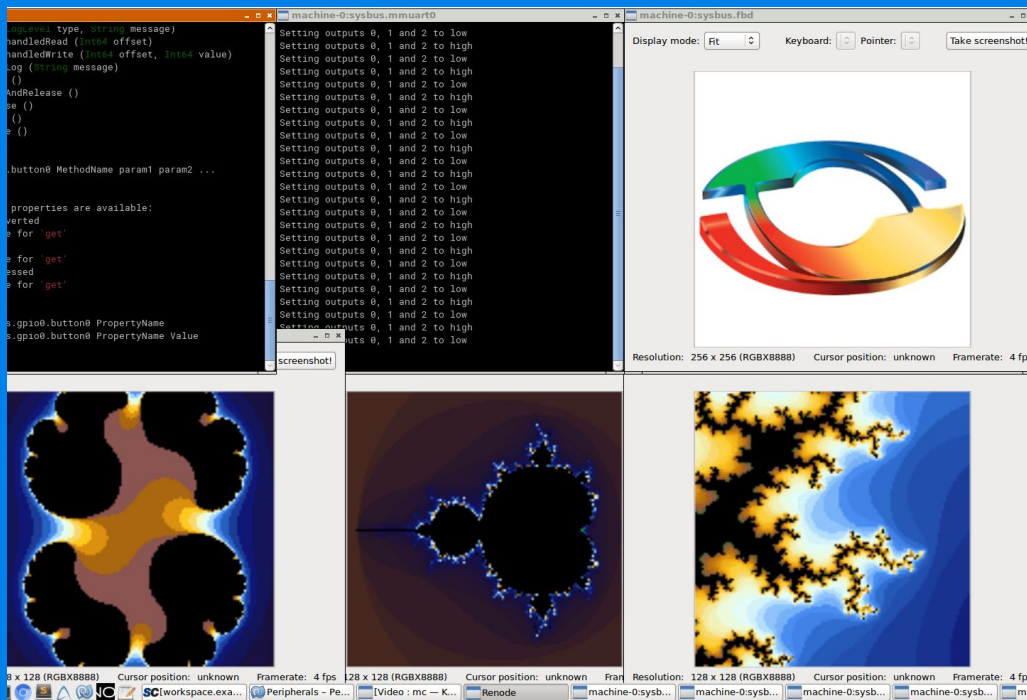 LogLevel type, String message)
handledRead (Int64 offset)
handledWrite (Int64 offset, Int64 value)
Log (String message)
()
AndRelease ()
se ()
()
e ()
.button0 MethodName param1 param2 ...
properties are available:
verted
e for 'get'
e for 'get'
essed
e for 'get'
s.gpio0.button0 PropertyName
s.gpio0.button0 PropertyName Value
machine-0:sysbus.mmuart0
Setting outputs 0, 1 and 2 to low
Setting outputs 0, 1 and 2 to high
Setting outputs 0, 1 and 2 to low
Setting outputs 0, 1 and 2 to high
Setting outputs 0, 1 and 2 to low
Setting outputs 0, 1 and 2 to high
Setting outputs 0, 1 and 2 to low
Setting outputs 0, 1 and 2 to high
Setting outputs 0, 1 and 2 to low
Setting outputs 0, 1 and 2 to high
Setting outputs 0, 1 and 2 to low
Setting outputs 0, 1 and 2 to high
Setting outputs 0, 1 and 2 to low
Setting outputs 0, 1 and 2 to high
Setting outputs 0, 1 and 2 to low
Setting outputs 0, 1 and 2 to high
Setting outputs 0, 1 and 2 to low
Setting outputs 0, 1 and 2 to high
Setting outputs 0, 1 and 2 to low
Setting outputs 0, 1 and 2 to high
Setting outputs 0, 1 and 2 to low
Setting outputs 0, 1 and 2 to high
Setting outputs 0, 1 and 2 to low
Setting outputs 0, 1 and 2 to high
uts 0, 1 and 2 to low
machine-0:sysbus.fbd
Display mode: Fit Keyboard: Pointer: Take screenshot!
Resolution: 256 x 256 (RGBX8888) Cursor position: unknown Framerate: 4 fp
screenshot!
8 x 128 (RGBX8888) Cursor position: unknown Framerate: 4 fps
128 x 128 (RGBX8888) Cursor position: unknown Fran
Resolution: 128 x 128 (RGBX8888) Cursor position: unknown Framerate: 4 fp
NO
SC[workspace.exa...
Peripherals – Pe...
[Video : mc — K...
Renode
machine-0:sysb...
machine-0:sysb...
machine-0:sysb...
machine-0:sysb...
m